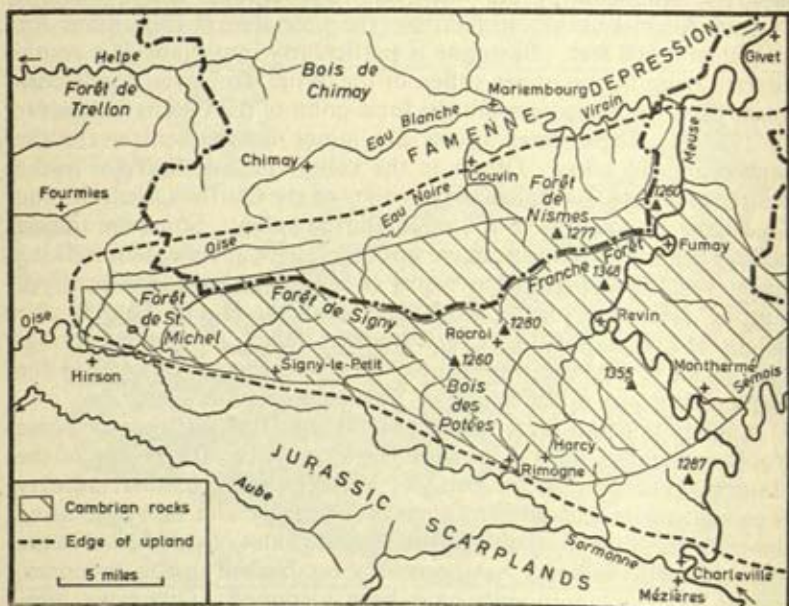 Helpe
Forêt de
Trellon
Bois de
Chimay
Mariembourg
FAMENNE DEPRESSION
Givet
Eau Blanche
Viroin
Meuse
Chimay
Couvin
Fourmies
Eau Noire
Forêt
de
Nismes
1260
1277
Fumay
Oise
Franche Forêt
1348
Forêt
de St
Michel
Forêt de Signy
Oise
Rocroi
1280
Revin
Hirson
Signy-le-Petit
1260
Bois
des
Potées
1355
Monthermé
Semois
Harcy
Rimogne
1287
JURASSIC SCARPLANDS
Aube
Sormonne
Charleville
Mézières
Cambrian rocks
Edge of upland
5 miles